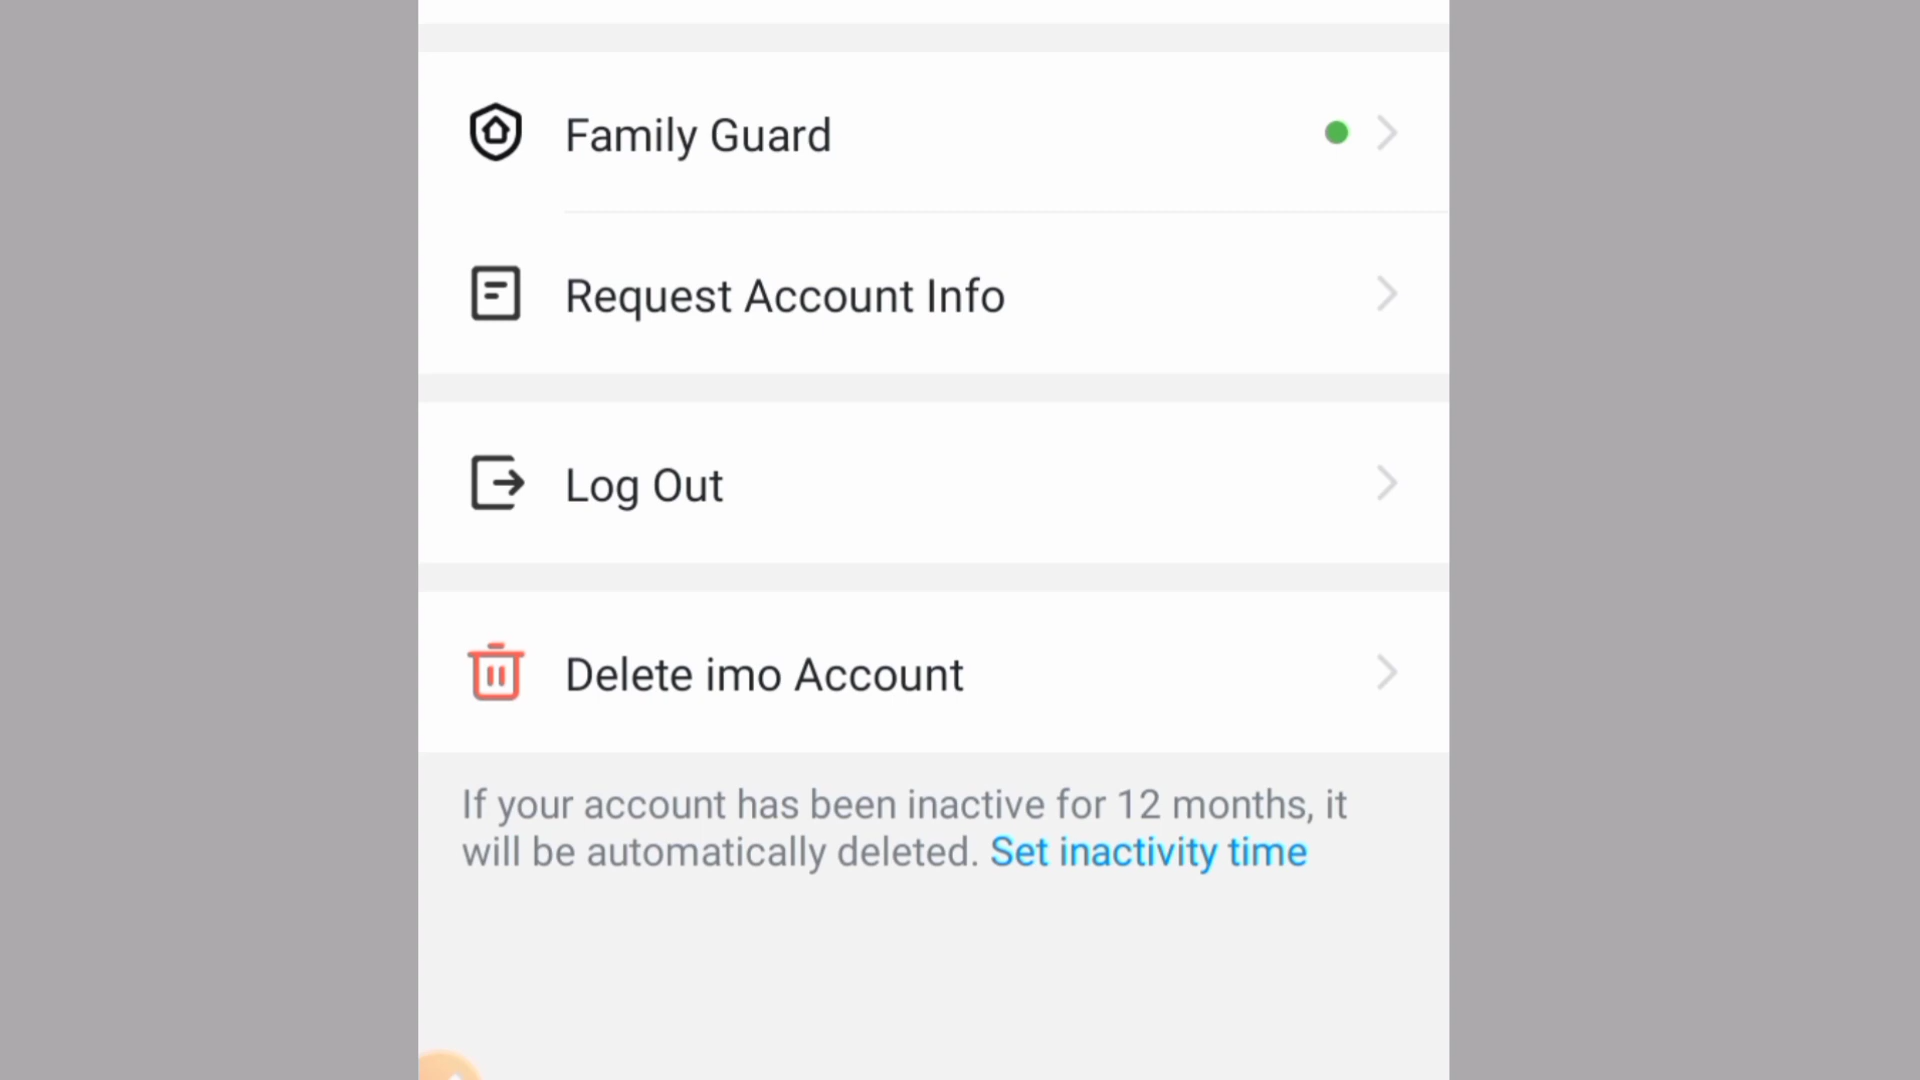 Family Guard
Request Account Info
Log Out
Delete imo Account
If your account has been inactive for 12 months, it
will be automatically deleted. Set inactivity time